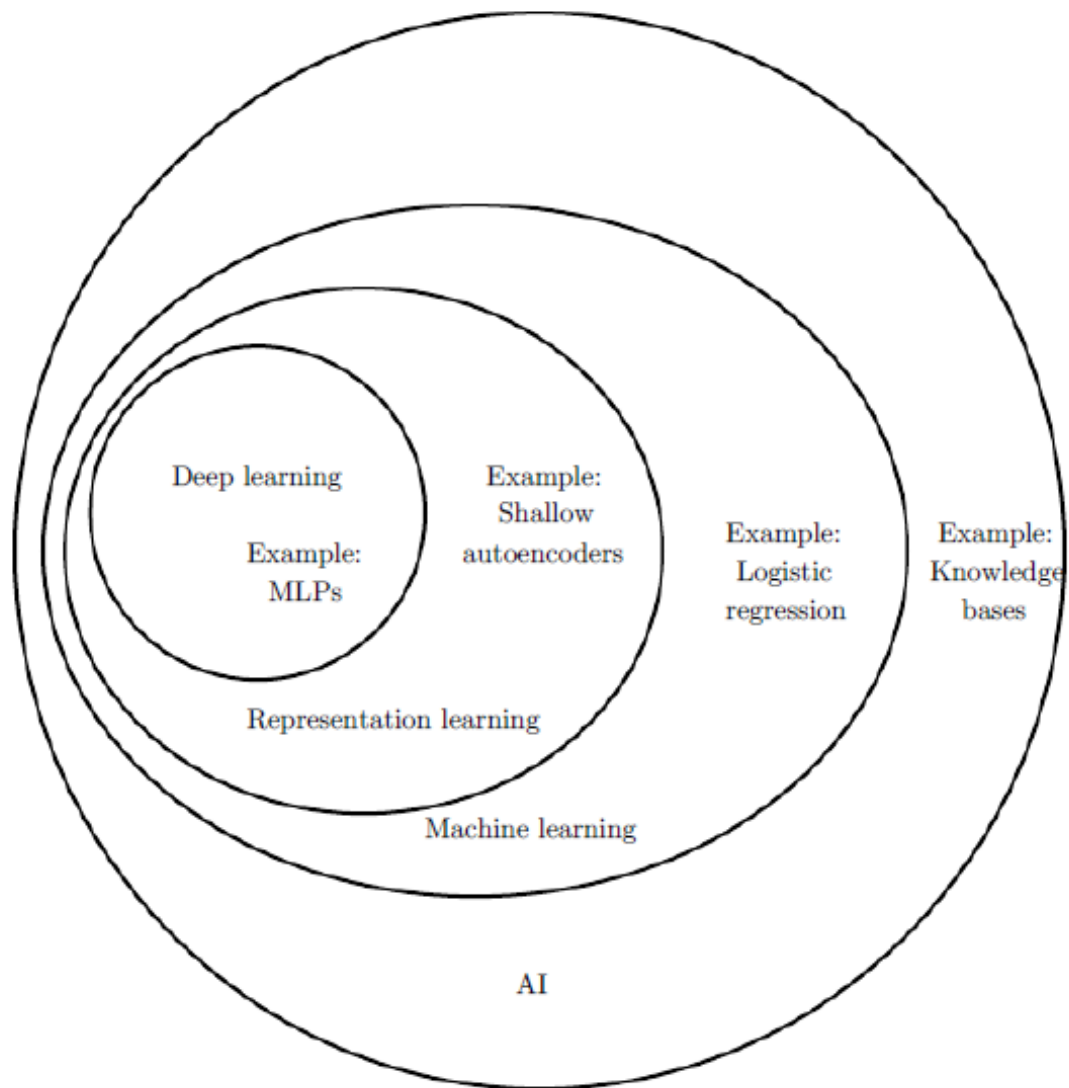 Deep learning
Example:
MLPs
Example:
Shallow
autoencoders
Example:
Logistic
regression
Example:
Knowledge
bases
Representation learning
Machine learning
AI